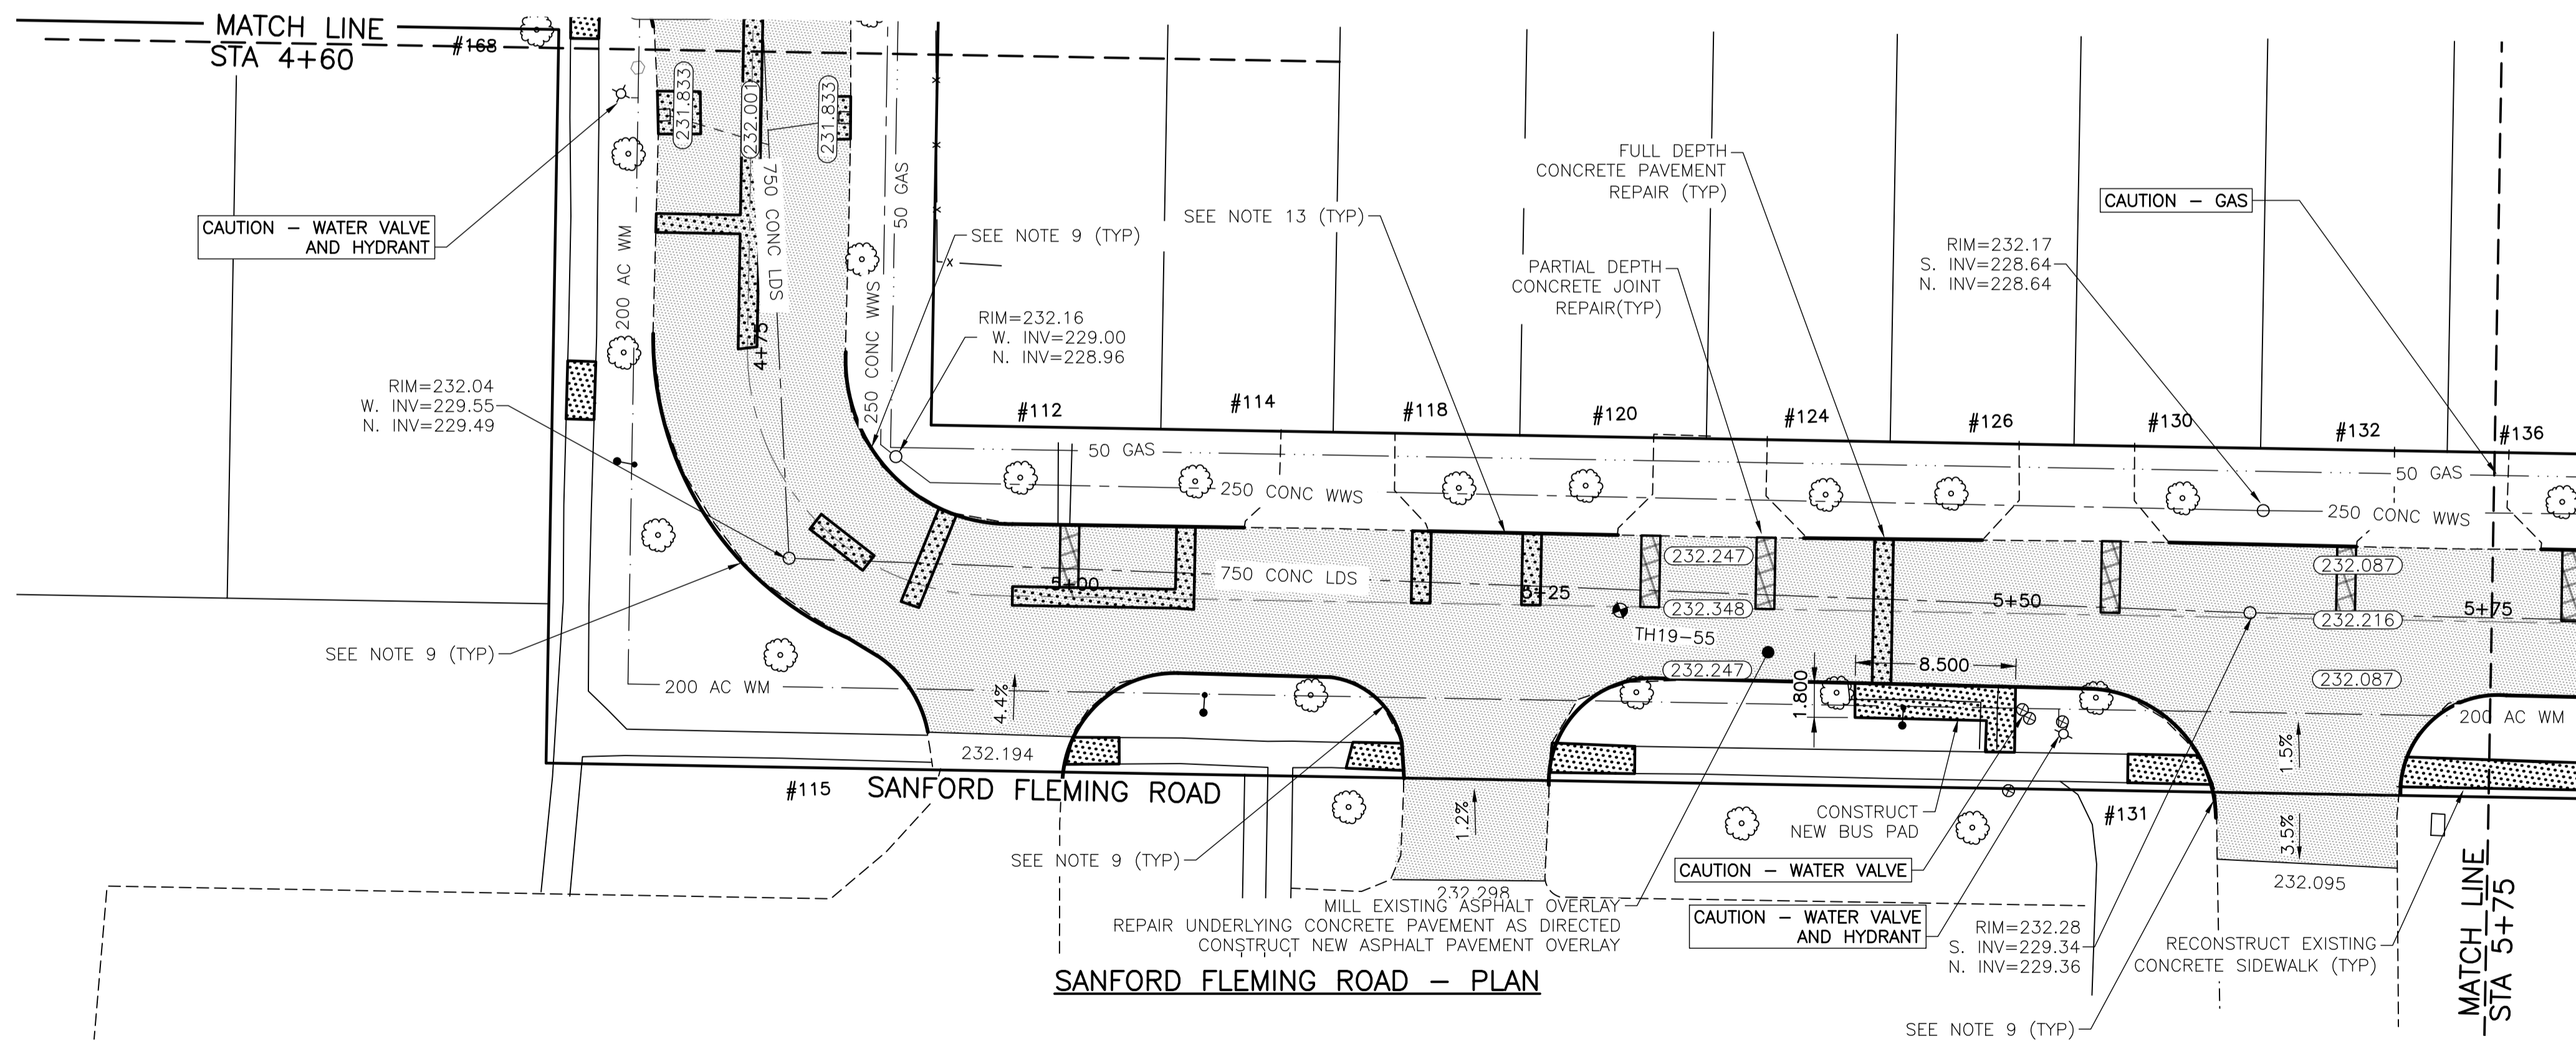 MATCH LINE
STA 4+60
#168
231.833
232.001
231.833
CAUTION – WATER VALVE
AND HYDRANT
200 AC WM
750 CONC LDS
250 CONC WWS
50 GAS
4+75
SEE NOTE 9 (TYP)
RIM=232.16
W. INV=229.00
N. INV=228.96
RIM=232.04
W. INV=229.55
N. INV=229.49
SEE NOTE 13 (TYP)
FULL DEPTH
CONCRETE PAVEMENT
REPAIR (TYP)
PARTIAL DEPTH
CONCRETE JOINT
REPAIR(TYP)
RIM=232.17
S. INV=228.64
N. INV=228.64
CAUTION – GAS
#112
#114
#118
#120
#124
#126
#130
#132
#136
50 GAS
50 GAS
250 CONC WWS
250 CONC WWS
750 CONC LDS
5+00
5+25
5+50
5+75
232.247
232.348
232.247
TH19-55
232.087
232.216
232.087
SEE NOTE 9 (TYP)
200 AC WM
4.4%
8.500
1.800
200 AC WM
1.5%
232.194
#115
SANFORD FLEMING ROAD
1.2%
#131
3.5%
CONSTRUCT
NEW BUS PAD
SEE NOTE 9 (TYP)
CAUTION – WATER VALVE
232.298
232.095
MILL EXISTING ASPHALT OVERLAY
REPAIR UNDERLYING CONCRETE PAVEMENT AS DIRECTED
CONSTRUCT NEW ASPHALT PAVEMENT OVERLAY
CAUTION – WATER VALVE
AND HYDRANT
RIM=232.28
S. INV=229.34
N. INV=229.36
RECONSTRUCT EXISTING
CONCRETE SIDEWALK (TYP)
MATCH LINE
STA 5+75
SANFORD FLEMING ROAD – PLAN
SEE NOTE 9 (TYP)